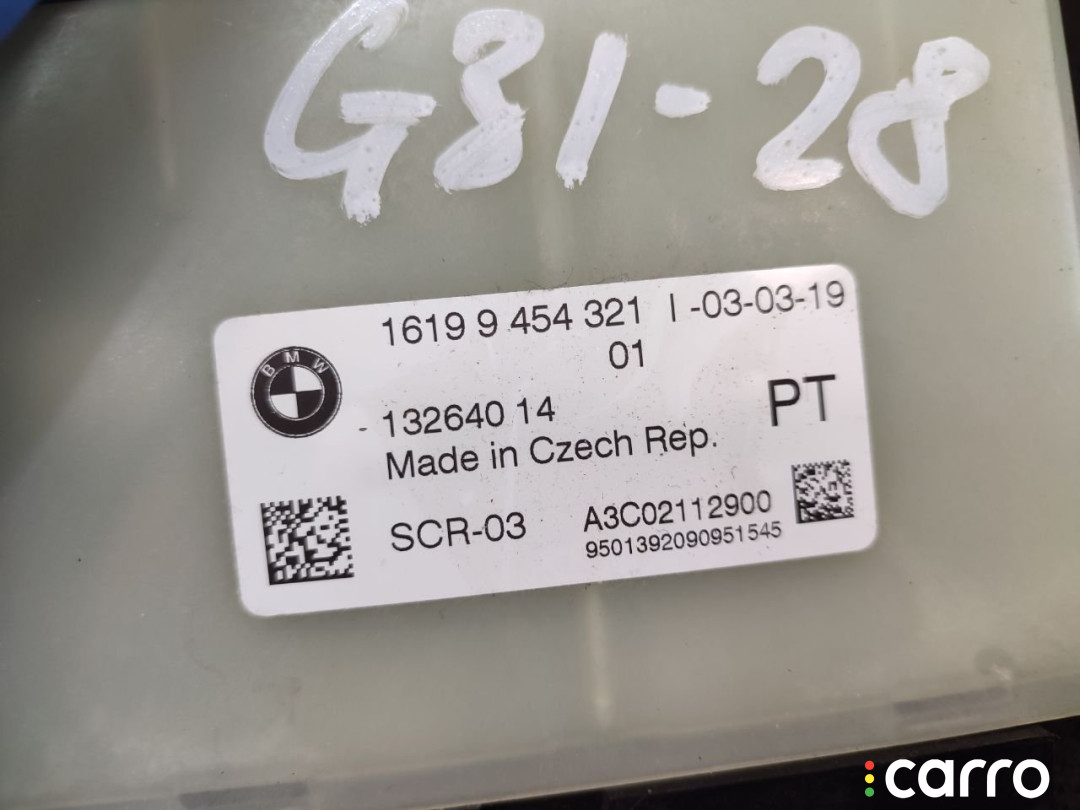 G31-28
1619 9 454 321 I -03-03-19
01
BMW
- 132640 14
PT
Made in Czech Rep.
SCR-03
A3C02112900
9501392090951545
carro